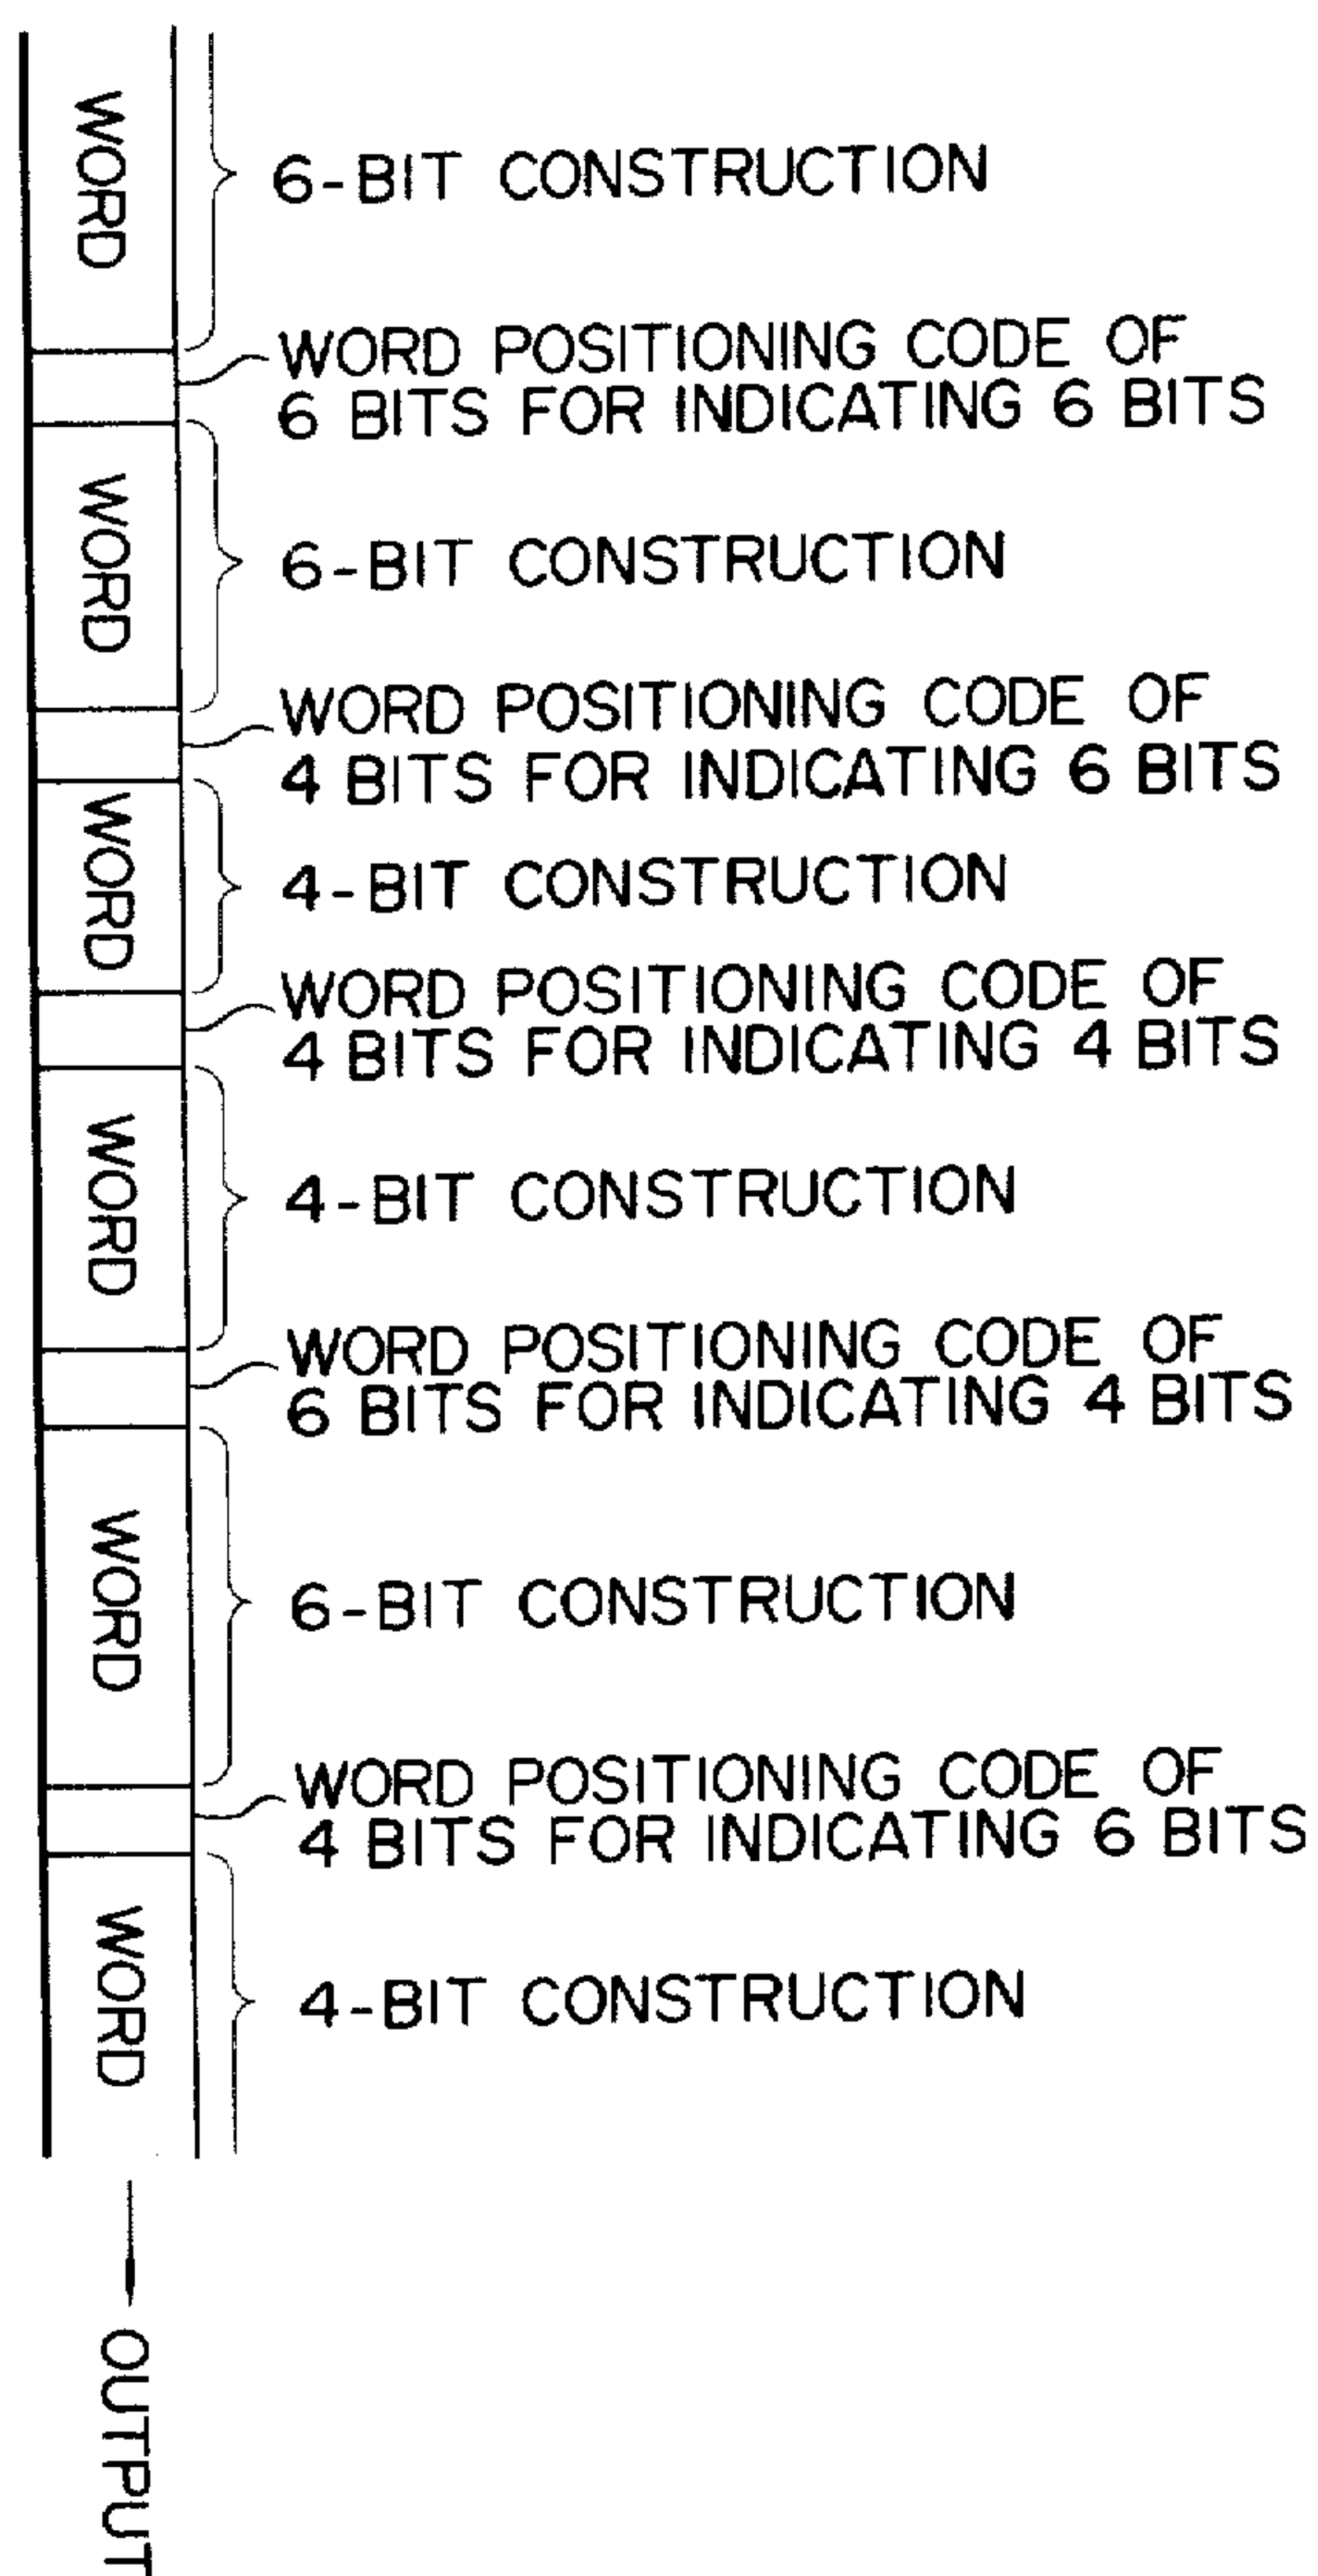 WORD
6-BIT CONSTRUCTION
WORD POSITIONING CODE OF
6 BITS FOR INDICATING 6 BITS
WORD
6-BIT CONSTRUCTION
WORD POSITIONING CODE OF
4 BITS FOR INDICATING 6 BITS
WORD
4-BIT CONSTRUCTION
WORD POSITIONING CODE OF
4 BITS FOR INDICATING 4 BITS
WORD
4-BIT CONSTRUCTION
WORD POSITIONING CODE OF
6 BITS FOR INDICATING 4 BITS
WORD
6-BIT CONSTRUCTION
WORD POSITIONING CODE OF
4 BITS FOR INDICATING 6 BITS
WORD
4-BIT CONSTRUCTION
OUTPUT